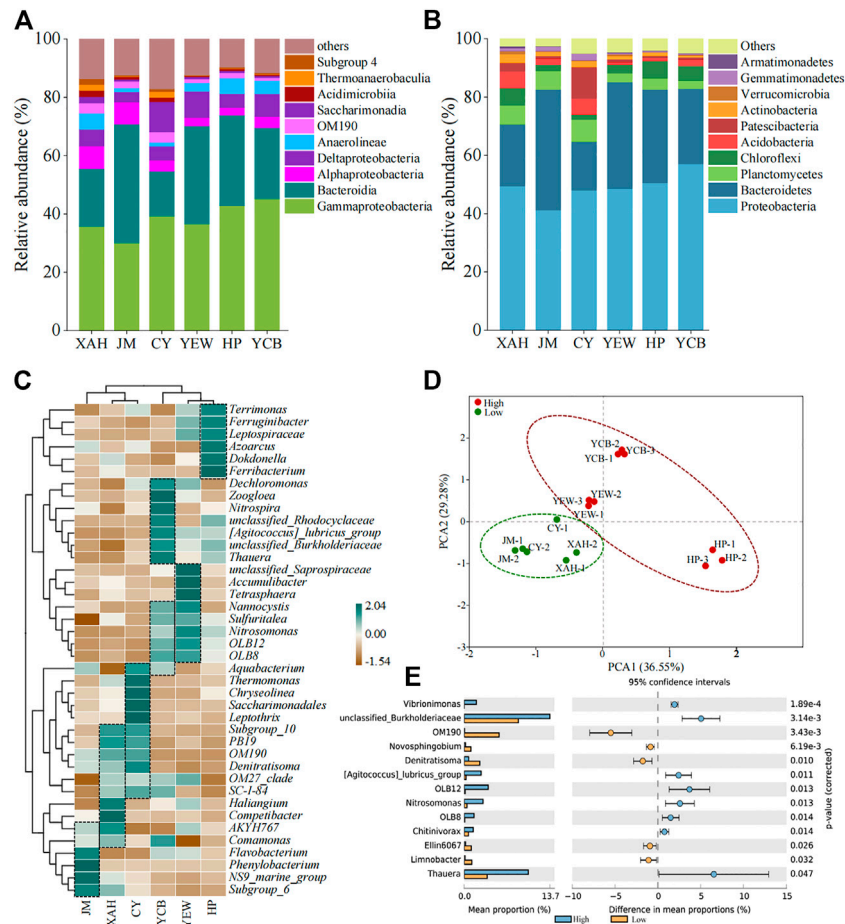 A
Relative abundance (%)
100
80
60
40
20
0
XAH JM CY YEW HP YCB
others
Subgroup 4
Thermoanaerobaculia
Acidimicrobiia
Saccharimonadia
OM190
Anaerolineae
Deltaproteobacteria
Alphaproteobacteria
Bacteroidia
Gammaproteobacteria
B
Relative abundance (%)
100
80
60
40
20
0
XAH JM CY YEW HP YCB
Others
Armatimonadetes
Gemmatimonadetes
Verrucomicrobia
Actinobacteria
Patescibacteria
Acidobacteria
Chloroflexi
Planctomycetes
Bacteroidetes
Proteobacteria
C
Terrimonas
Ferruginibacter
Leptospiraceae
Azoarcus
Dokdonella
Ferribacterium
Dechloromonas
Zoogloea
Nitrospira
unclassified_Rhodocyclaceae
[Agitococcus]_lubricus_group
unclassified_Burkholderiaceae
Thauera
unclassified_Saprospiraceae
Accumulibacter
Tetrasphaera
Nannocystis
Sulfuritalea
Nitrosomonas
OLB12
OLB8
Aquabacterium
Thermomonas
Chryseolinea
Saccharimonadales
Leptothrix
Subgroup_10
PB19
OM190
Denitratisoma
OM27_clade
SC-1-84
Haliangium
Competibacter
AKYH767
Comamonas
Flavobacterium
Phenylobacterium
NS9_marine_group
Subgroup_6
JM XAH CY YCB YEW HP
2.04
0.00
-1.54
D
High
Low
PCA2 (29.28%)
2
1
0
-1
-2
-3
YCB-2
YCB-3
YCB-1
YEW-2
YEW-3
YEW-1
CY-1
JM-1
CY-2
JM-2
XAH-2
XAH-1
HP-1
HP-2
HP-3
-2 -1 0 1 2
PCA1 (36.55%)
E
95% confidence intervals
Vibrionimonas 1.89e-4
unclassified_Burkholderiaceae 3.14e-3
OM190 3.43e-3
Novosphingobium 6.19e-3
Denitratisoma 0.010
[Agitococcus]_lubricus_group 0.011
OLB12 0.013
Nitrosomonas 0.013
OLB8 0.014
Chitinivorax 0.014
Ellin6067 0.026
Limnobacter 0.032
Thauera 0.047
p-value (corrected)
0.0 13.7
-10 -5 0 5 10 15
Mean proportion (%)
Difference in mean proportions (%)
High Low